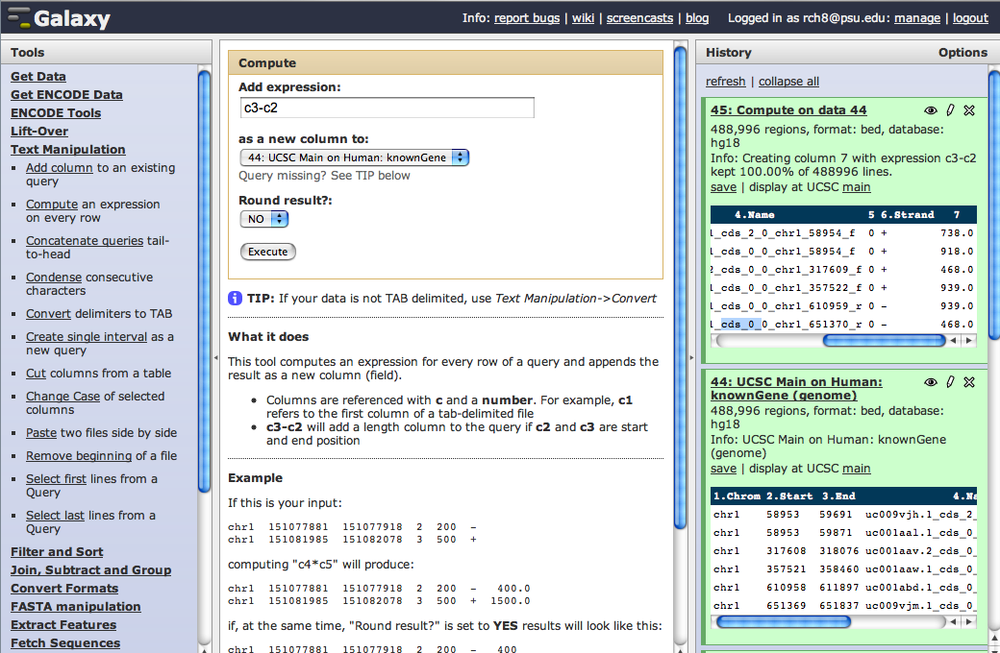 Galaxy
Info: report bugs | wiki | screencasts | blog
Logged in as rch8@psu.edu: manage | logout
Tools
Get Data
Get ENCODE Data
ENCODE Tools
Lift-Over
Text Manipulation
Add column to an existing
query
Compute an expression
on every row
Concatenate queries tail-
to-head
Condense consecutive
characters
Convert delimiters to TAB
Create single interval as a
new query
Cut columns from a table
Change Case of selected
columns
Paste two files side by side
Remove beginning of a file
Select first lines from a
Query
Select last lines from a
Query
Filter and Sort
Join, Subtract and Group
Convert Formats
FASTA manipulation
Extract Features
Fetch Sequences
Compute
Add expression:
c3-c2
as a new column to:
44: UCSC Main on Human: knownGene
Query missing? See TIP below
Round result?:
NO
Execute
TIP: If your data is not TAB delimited, use Text Manipulation->Convert
What it does
This tool computes an expression for every row of a query and appends the
result as a new column (field).
• Columns are referenced with c and a number. For example, c1
refers to the first column of a tab-delimited file
• c3-c2 will add a length column to the query if c2 and c3 are start
and end position
Example
If this is your input:
chr1 151077881 151077918 2 200 -
chr1 151081985 151082078 3 500 +
computing "c4*c5" will produce:
chr1 151077881 151077918 2 200 - 400.0
chr1 151081985 151082078 3 500 + 1500.0
if, at the same time, "Round result?" is set to YES results will look like this:
chr1 151077881 151077918 2 200 - 400
History
Options
refresh | collapse all
45: Compute on data 44
488,996 regions, format: bed, database:
hg18
Info: Creating column 7 with expression c3-c2
kept 100.00% of 488996 lines.
save | display at UCSC main
4.Name 5 6.Strand 7
1_cds_2_0_chr1_58954_f 0 + 738.0
1_cds_0_0_chr1_58954_f 0 + 918.0
2_cds_0_0_chr1_317609_f 0 + 468.0
1_cds_0_0_chr1_357522_f 0 + 939.0
1_cds_0_0_chr1_610959_r 0 - 939.0
1_cds_0_0_chr1_651370_r 0 - 468.0
44: UCSC Main on Human:
knownGene (genome)
488,996 regions, format: bed, database:
hg18
Info: UCSC Main on Human: knownGene
(genome)
save | display at UCSC main
1.Chrom 2.Start 3.End 4.Na
chr1 58953 59691 uc009vjh.1_cds_2_
chr1 58953 59871 uc001aal.1_cds_0_
chr1 317608 318076 uc001aav.2_cds_0_
chr1 357521 358460 uc001aaw.1_cds_0_
chr1 610958 611897 uc001abd.1_cds_0_
chr1 651369 651837 uc009vjm.1_cds_0_